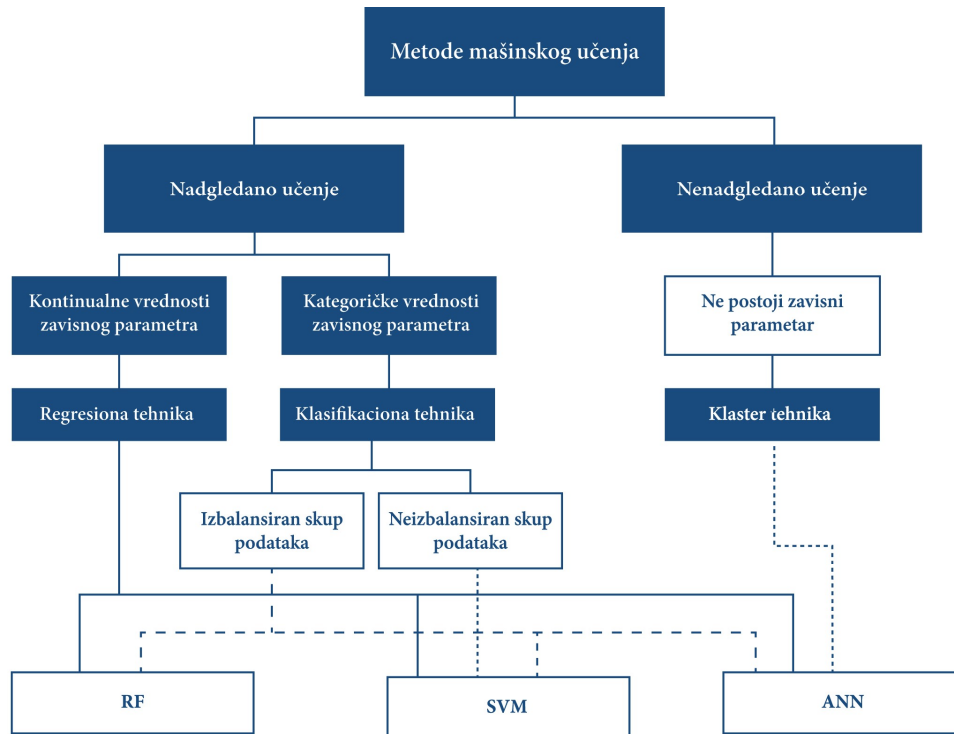 Metode mašinskog učenja
Nadgledano učenje
Nenadgledano učenje
Kontinualne vrednosti
zavisnog parametra
Kategoričke vrednosti
zavisnog parametra
Ne postoji zavisni
parametar
Regresiona tehnika
Klasifikaciona tehnika
Klaster tehnika
Izbalansiran skup
podataka
Neizbalansiran skup
podataka
RF
SVM
ANN